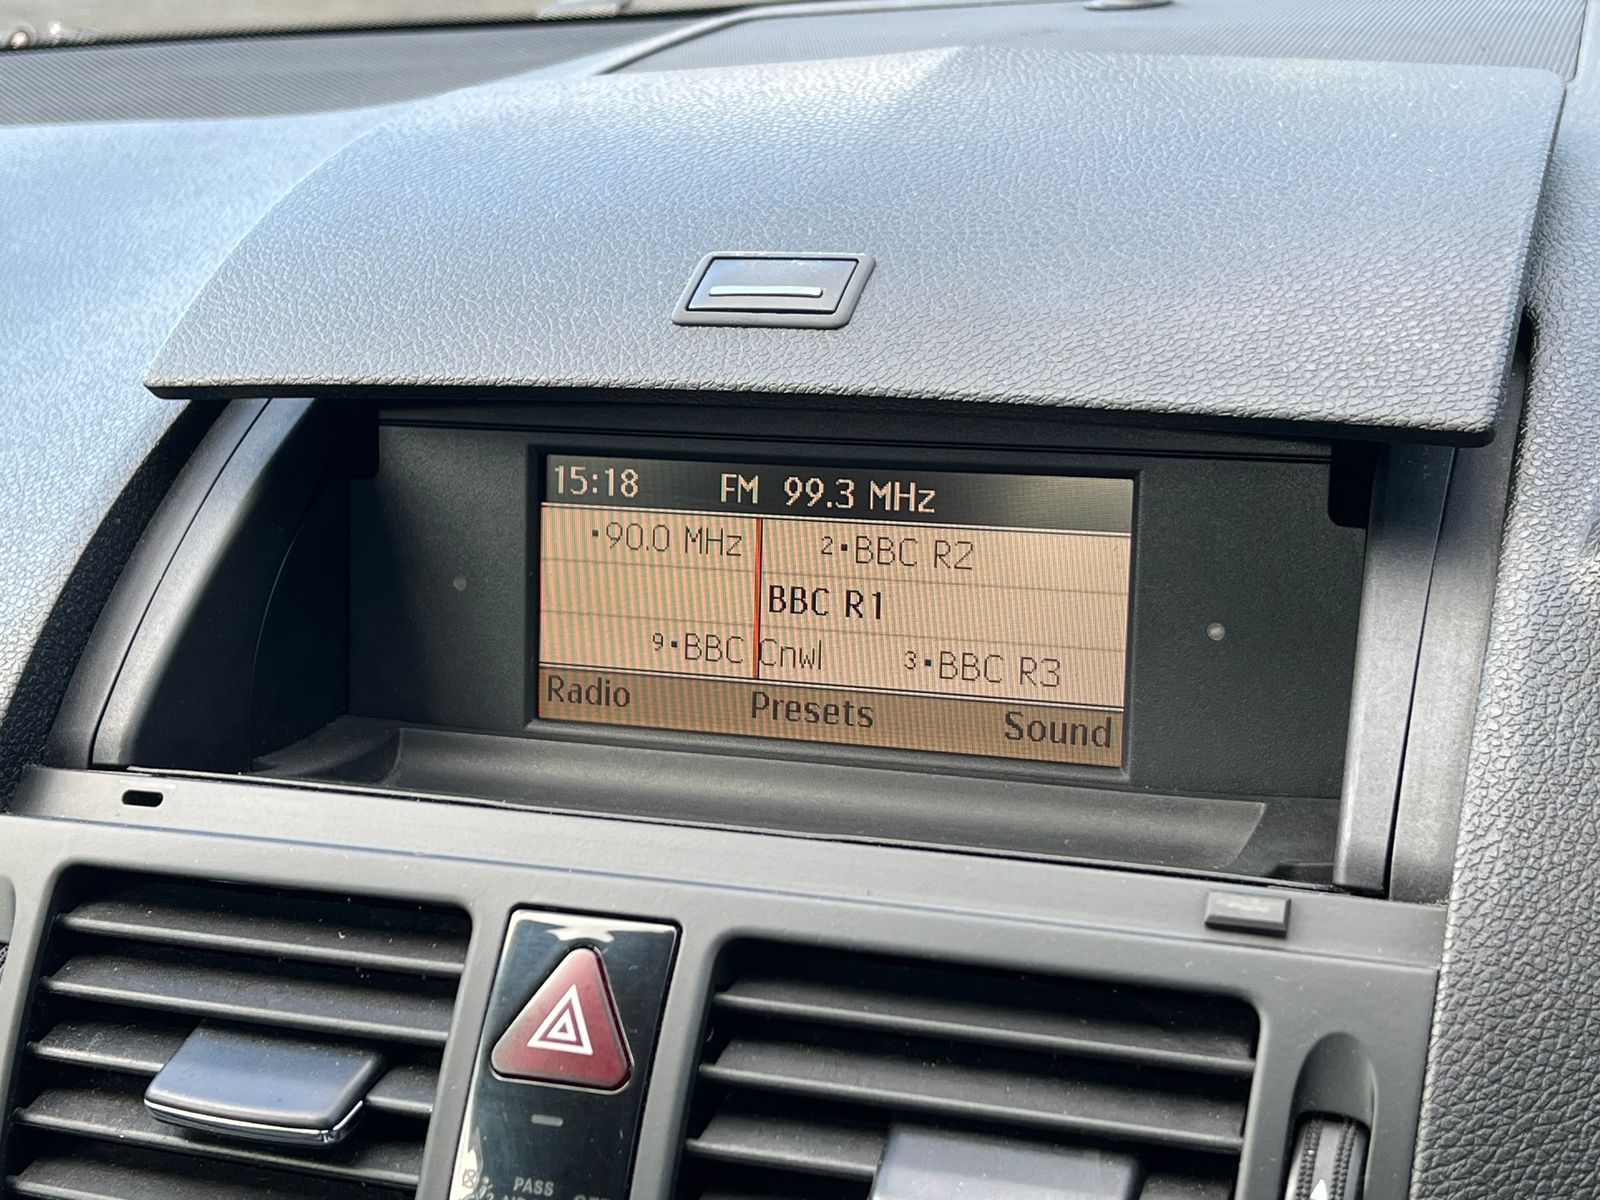 15:18 FM 99.3 MHz
90.0 MHz 2 BBC R2
BBC R1
9 BBC Cnwl 3 BBC R3
Radio Presets Sound
PASS